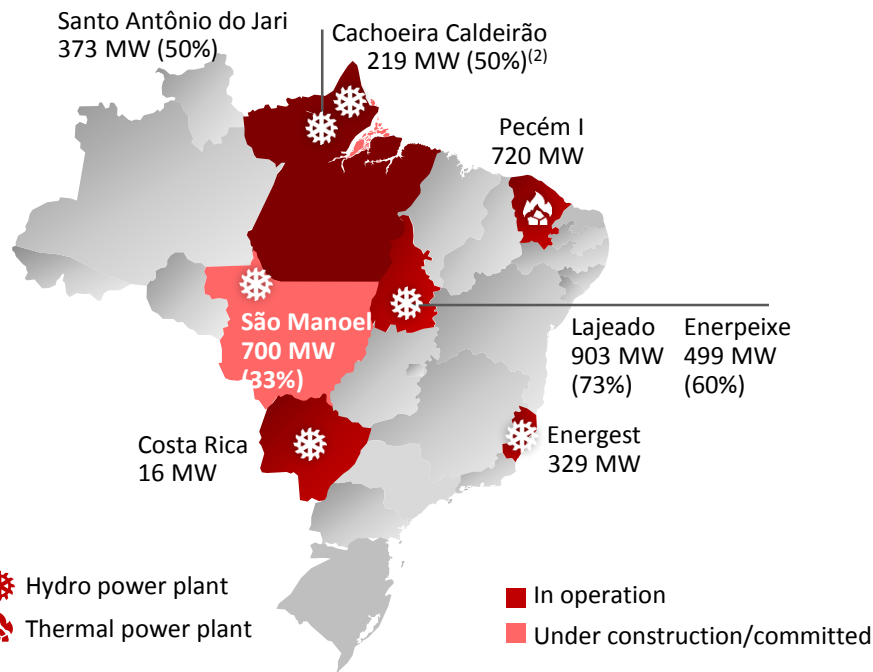 Santo Antônio do Jari
373 MW (50%)
Cachoeira Caldeirão
219 MW (50%)(2)
Pecém I
720 MW
São Manoel
700 MW
(33%)
Lajeado
903 MW
(73%)
Enerpeixe
499 MW
(60%)
Costa Rica
16 MW
Energest
329 MW
Hydro power plant
Thermal power plant
In operation
Under construction/committed